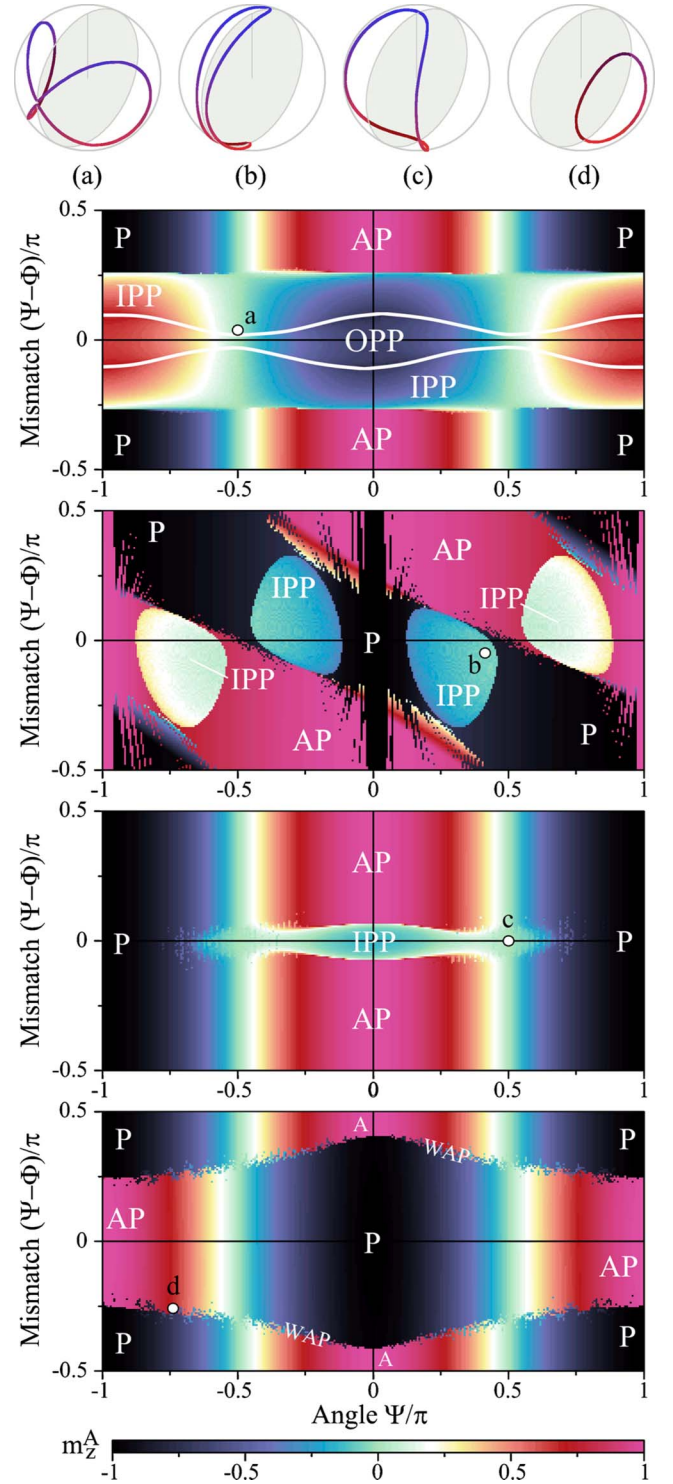 (a) (b) (c) (d)
0.5
P AP P
IPP
a
0 OPP
IPP
P AP P
-0.5
-1 -0.5 0 0.5 1
Mismatch (Ψ−Φ)/π
0.5
P AP
IPP IPP
0 P b
IPP IPP
AP P
-0.5
-1 -0.5 0 0.5 1
Mismatch (Ψ−Φ)/π
0.5
AP
c
0 P IPP P
AP
-0.5
-1 -0.5 0 0.5 1
Mismatch (Ψ−Φ)/π
0.5
P A P
WAP
AP
0 P
AP
d
P WAP A P
-0.5
-1 -0.5 0 0.5 1
Mismatch (Ψ−Φ)/π
Angle Ψ/π
m_z^A
-1 -0.5 0 0.5 1